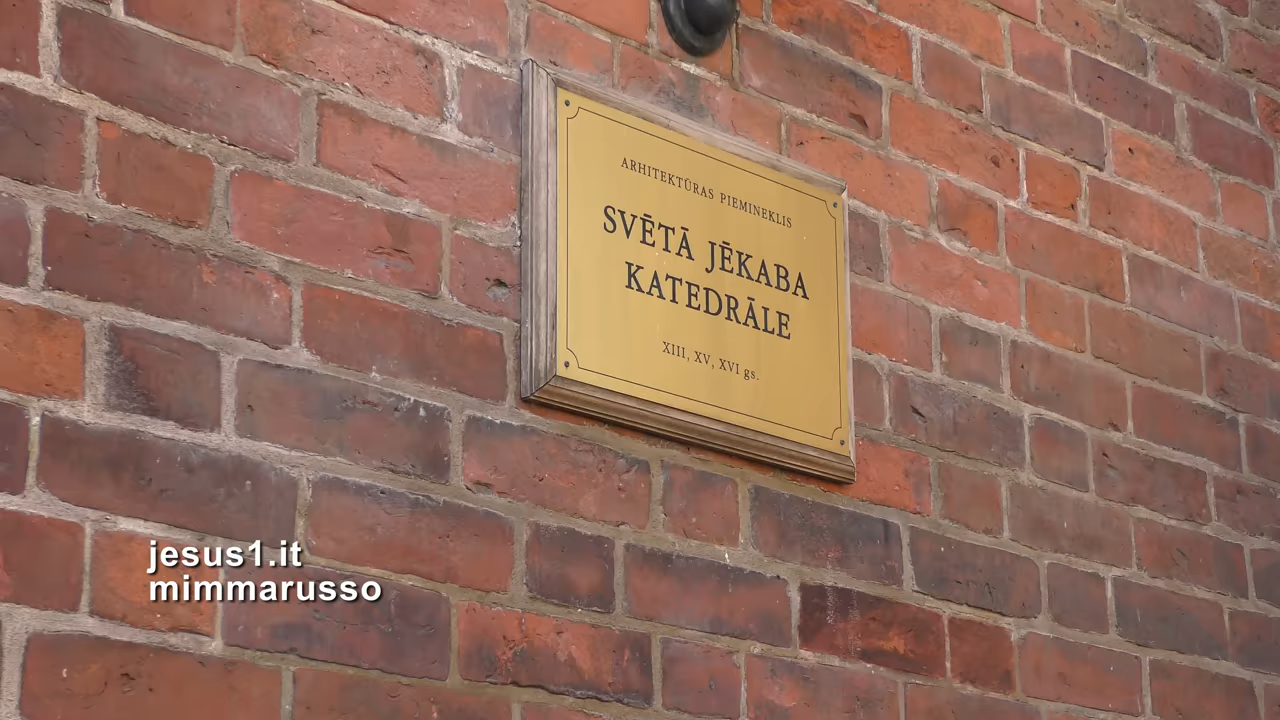 ARHITEKTŪRAS PIEMINEKLIS
SVĒTĀ JĒKABA
KATEDRĀLE
XIII, XV, XVI gs.
jesus1.it
mimmarusso